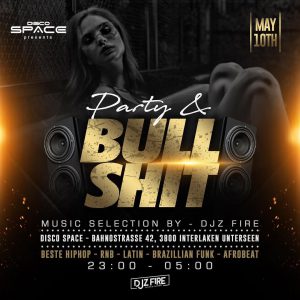 DISCO
SPACE
presents
MAY
10TH
Party &
BULL
SHIT
MUSIC SELECTION BY - DJZ FIRE
DISCO SPACE - BAHNOSTRASSE 42, 3800 INTERLAKEN UNTERSEEN
BESTE HIPHOP - RNB - LATIN - BRAZILLIAN FUNK - AFROBEAT
23:00 - 05:00
DJZ FIRE